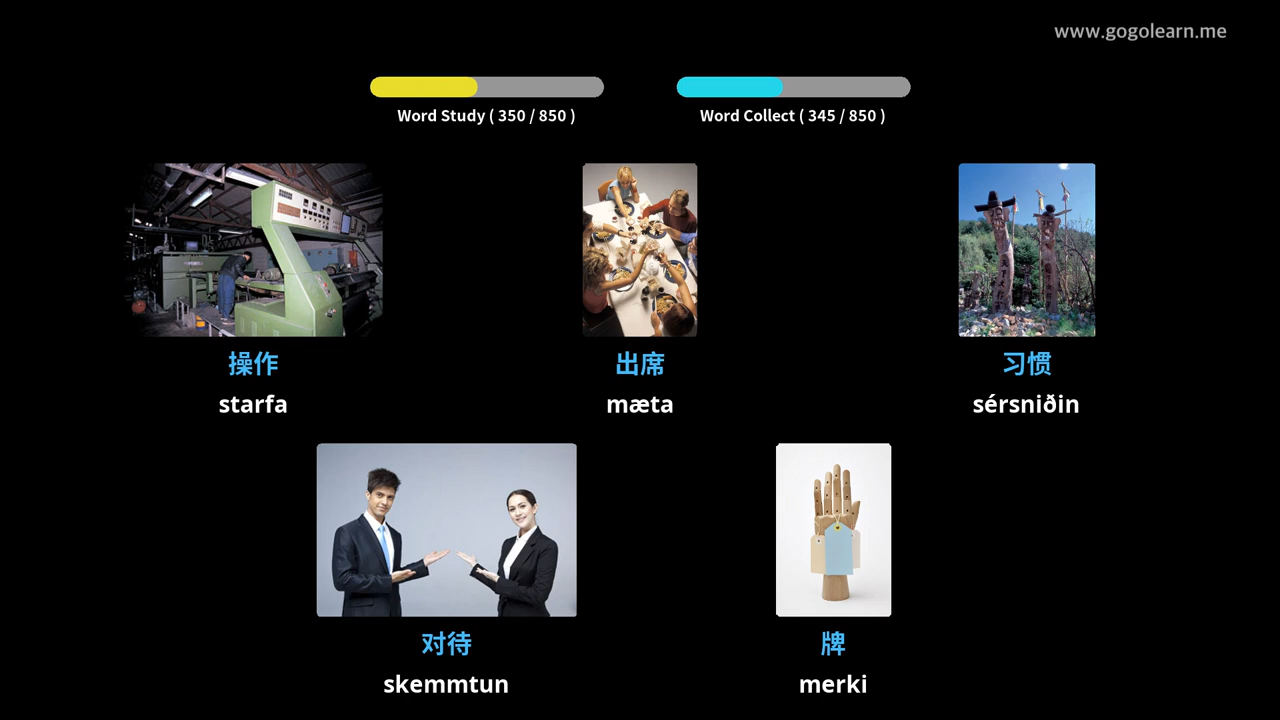 www.gogolearn.me
Word Study ( 350 / 850 )
Word Collect ( 345 / 850 )
操作
starfa
出席
mæta
习惯
sérsniðin
对待
skemmtun
牌
merki